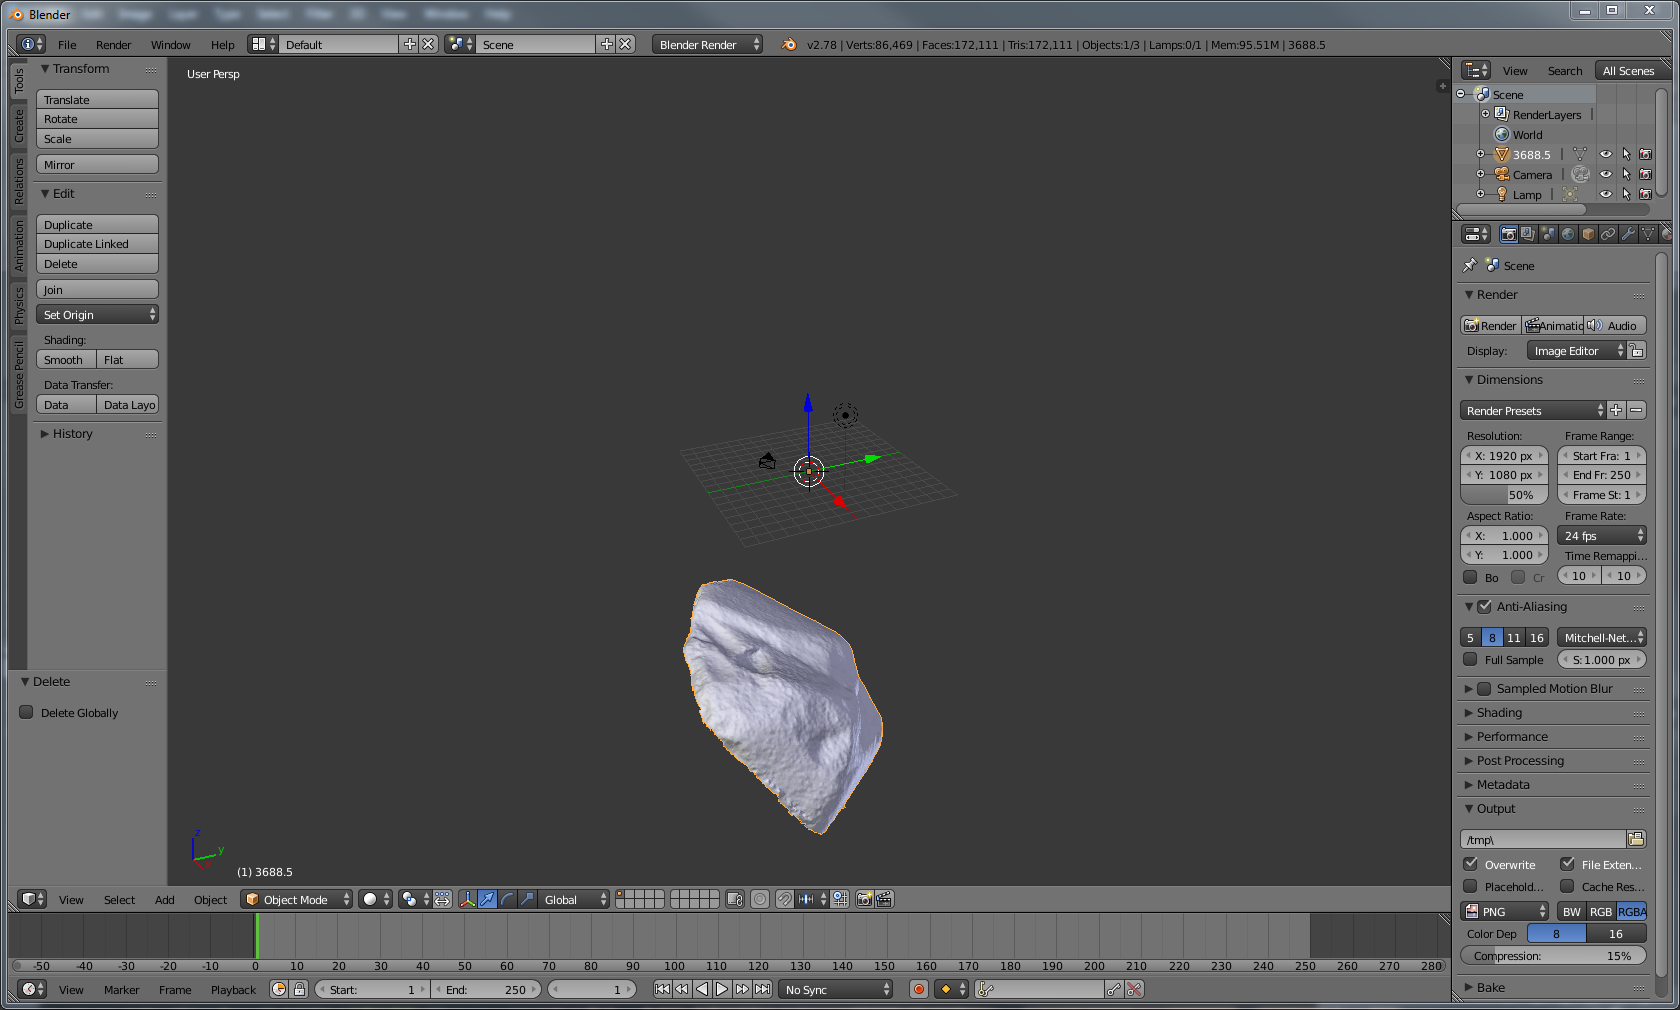 Blender
File Render Window Help Default Scene Blender Render v2.78 | Verts:86,469 | Faces:172,111 | Tris:172,111 | Objects:1/3 | Lamps:0/1 | Mem:95.51M | 3688.5
Tools
Create
Relations
Animation
Physics
Grease Pencil
Transform
Translate
Rotate
Scale
Mirror
Edit
Duplicate
Duplicate Linked
Delete
Join
Set Origin
Shading:
Smooth Flat
Data Transfer:
Data Data Layo
History
Delete
Delete Globally
User Persp
z
y
(1) 3688.5
View Select Add Object Object Mode Global
-50 -40 -30 -20 -10 0 10 20 30 40 50 60 70 80 90 100 110 120 130 140 150 160 170 180 190 200 210 220 230 240 250 260 270 280
View Marker Frame Playback Start: 1 End: 250 1 No Sync
View Search All Scenes
Scene
RenderLayers
World
3688.5
Camera
Lamp
Scene
Render
Render Animatic Audio
Display: Image Editor
Dimensions
Render Presets
Resolution: Frame Range:
X: 1920 px Start Fra: 1
Y: 1080 px End Fr: 250
50% Frame St: 1
Aspect Ratio: Frame Rate:
X: 1.000 24 fps
Y: 1.000 Time Remappi...
Bo Cr 10 10
Anti-Aliasing
5 8 11 16 Mitchell-Net...
Full Sample S: 1.000 px
Sampled Motion Blur
Shading
Performance
Post Processing
Metadata
Output
/tmp\
Overwrite File Exten...
Placehold... Cache Res...
PNG BW RGB RGBA
Color Dep 8 16
Compression: 15%
Bake